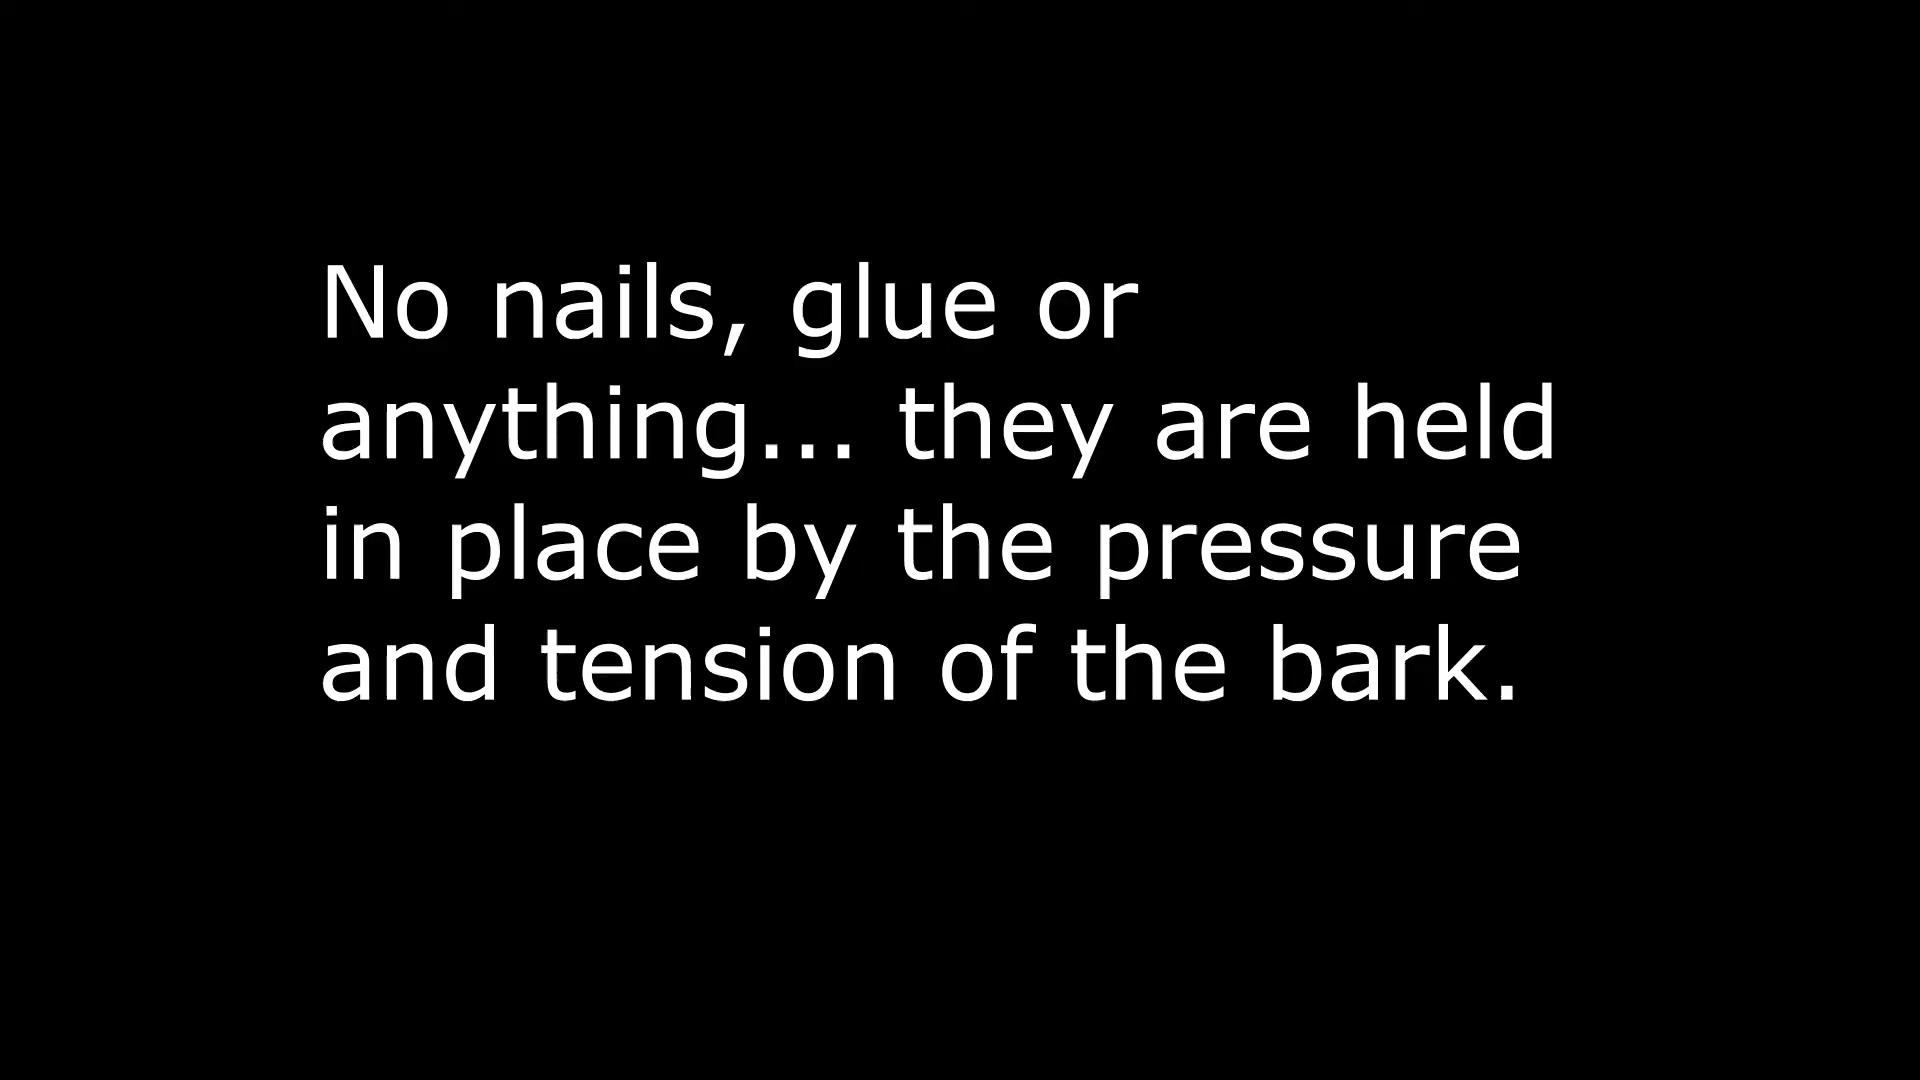 No nails, glue or
anything... they are held
in place by the pressure
and tension of the bark.